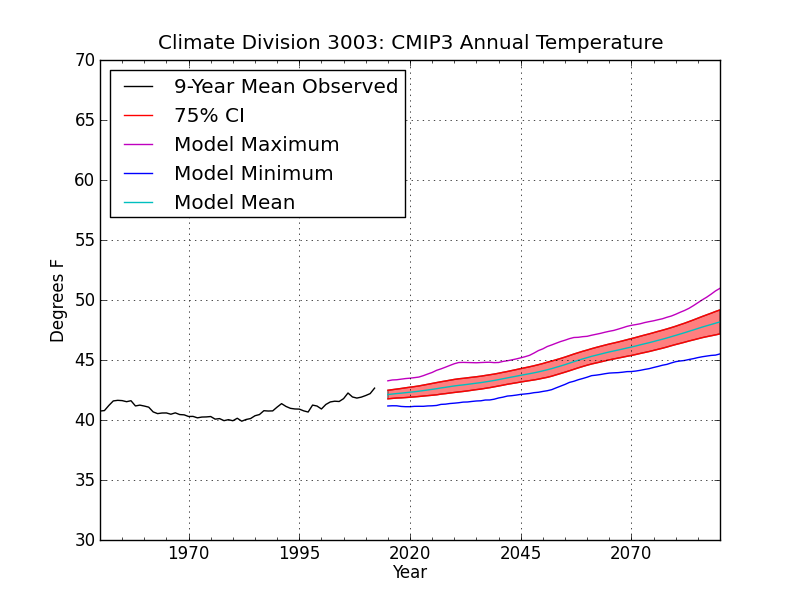 Climate Division 3003: CMIP3 Annual Temperature
70
65
60
55
50
45
40
35
30
Degrees F
9-Year Mean Observed
75% CI
Model Maximum
Model Minimum
Model Mean
1970 1995 2020 2045 2070
Year